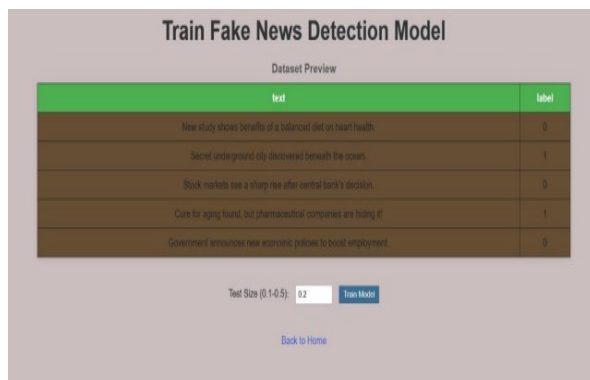 Train Fake News Detection Model
Dataset Preview
text label
New study shows benefits of a balanced diet on heart health. 0
Secret underground city discovered beneath the ocean. 1
Stock markets see a sharp rise after central bank's decision. 0
Cure for aging found, but pharmaceutical companies are hiding it! 1
Government announces new economic policies to boost employment. 0
Test Size (0.1-0.5): 0.2 Train Model
Back to Home